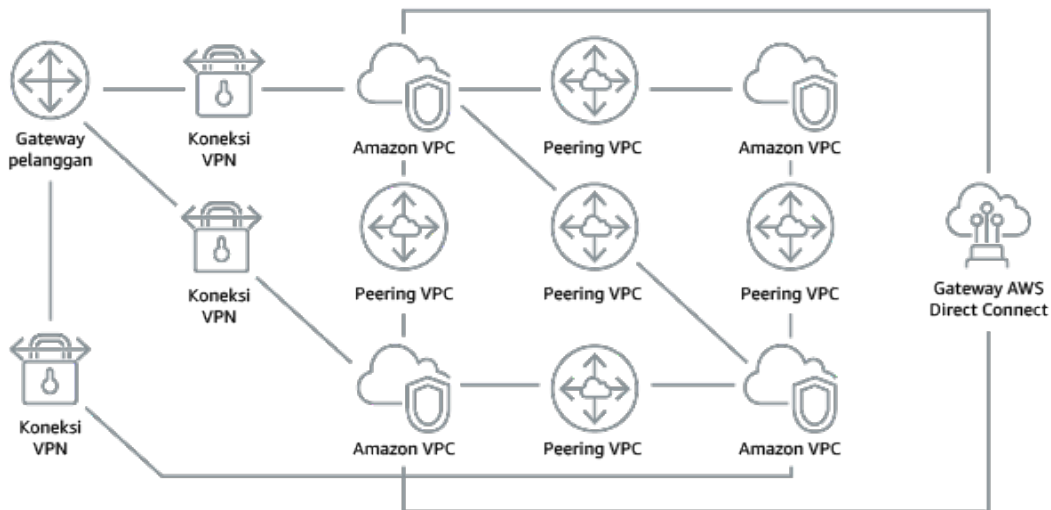 Gateway
pelanggan
Koneksi
VPN
Amazon VPC
Peering VPC
Amazon VPC
Koneksi
VPN
Peering VPC
Peering VPC
Peering VPC
Gateway AWS
Direct Connect
Koneksi
VPN
Amazon VPC
Peering VPC
Amazon VPC